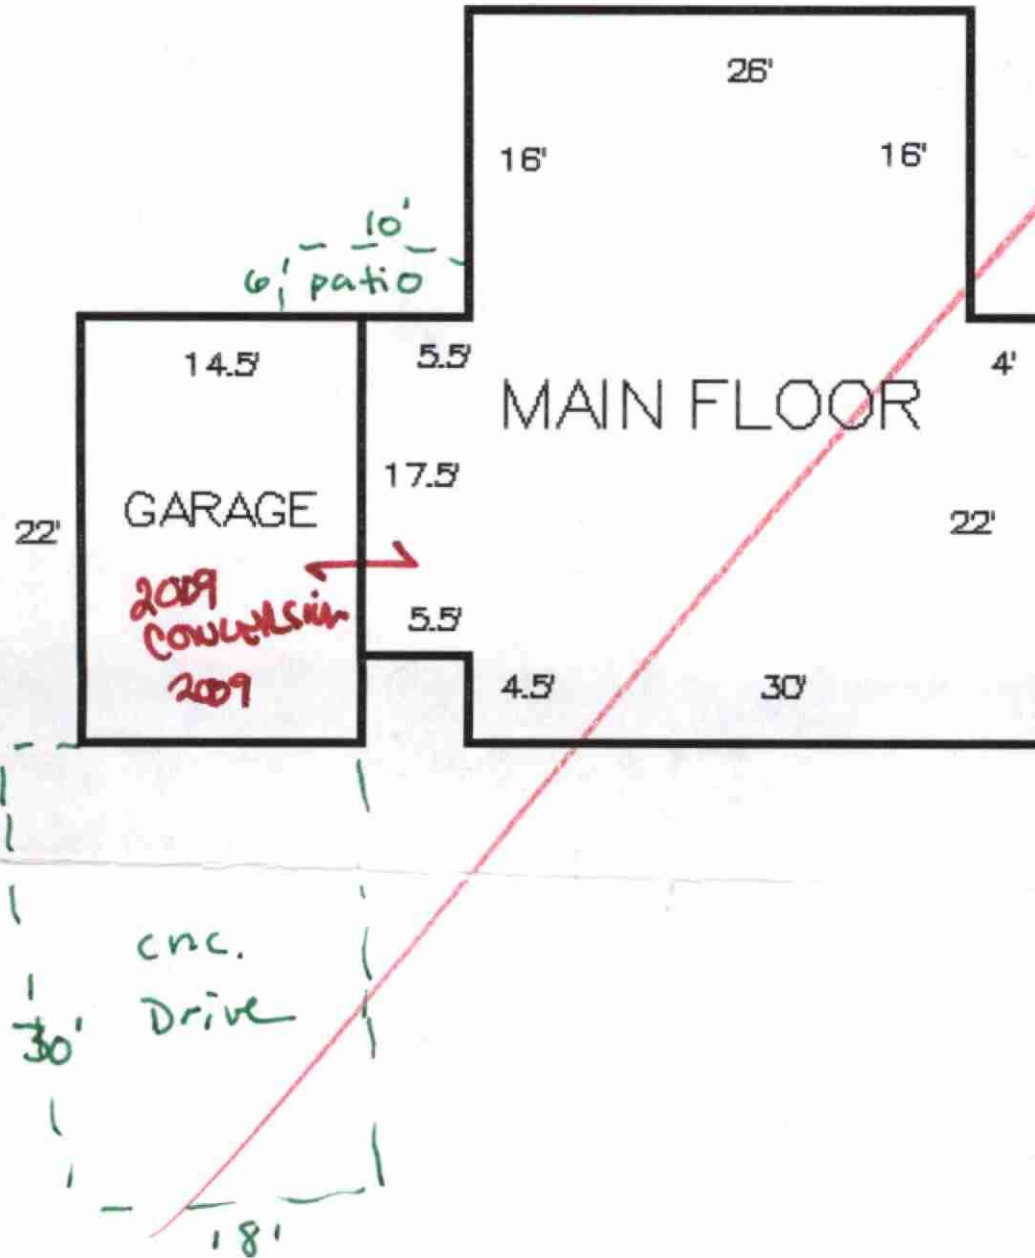 26'
16'
16'
10'
6' patio
14.5'
5.5'
4'
MAIN FLOOR
17.5'
GARAGE
22'
22'
2009
CONVERSION
2009
5.5'
4.5'
30'
cnc.
Drive
30'
18'